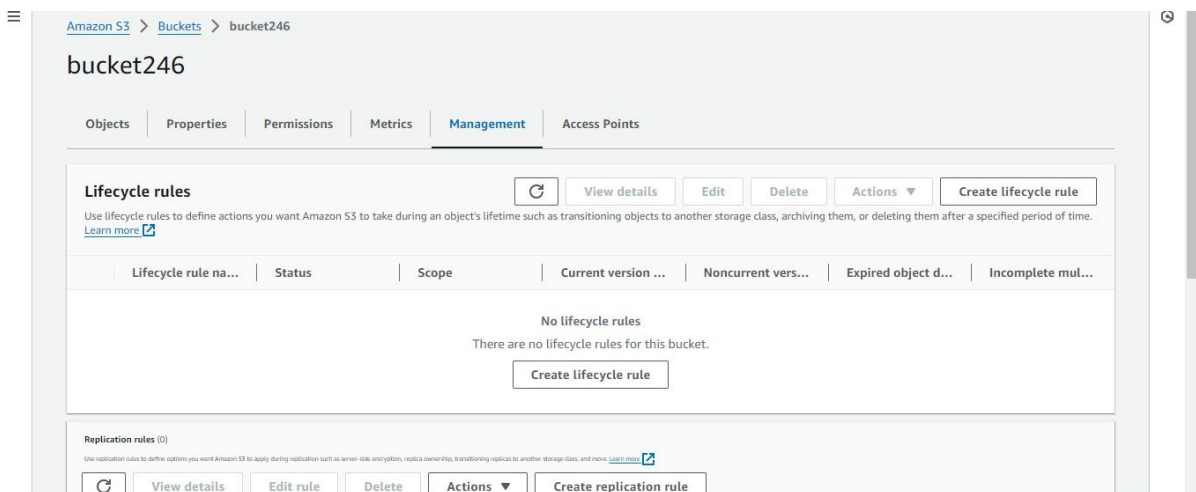 Amazon S3 > Buckets > bucket246
bucket246
Objects Properties Permissions Metrics Management Access Points
Lifecycle rules View details Edit Delete Actions ▼ Create lifecycle rule
Use lifecycle rules to define actions you want Amazon S3 to take during an object's lifetime such as transitioning objects to another storage class, archiving them, or deleting them after a specified period of time.
Learn more
Lifecycle rule na... Status Scope Current version ... Noncurrent vers... Expired object d... Incomplete mul...
No lifecycle rules
There are no lifecycle rules for this bucket.
Create lifecycle rule
Replication rules (0)
Use replication rules to define options you want Amazon S3 to apply during replication such as server-side encryption, replica ownership, transitioning replicas to another storage class, and more. Learn more
View details Edit rule Delete Actions ▼ Create replication rule